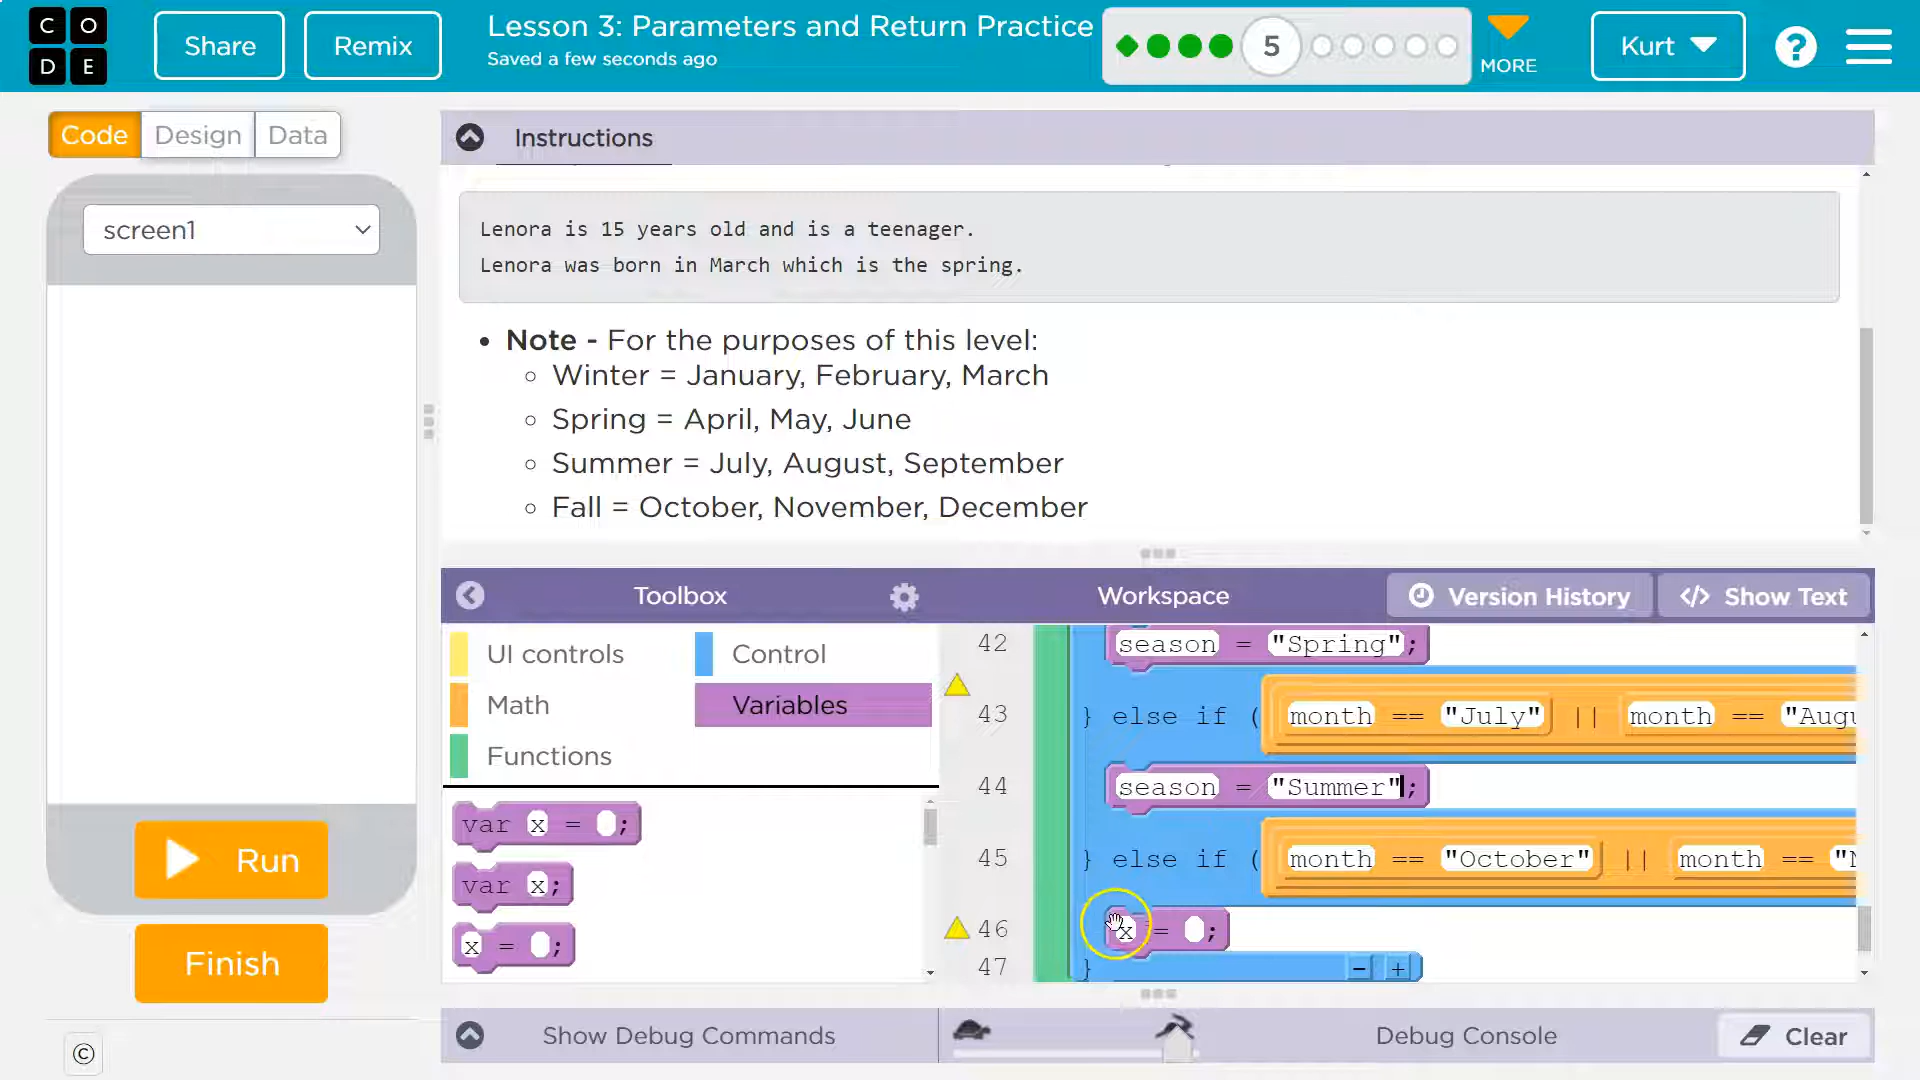 CODE
Share
Remix
Lesson 3: Parameters and Return Practice
Saved a few seconds ago
5
MORE
Kurt
?
Code
Design
Data
Instructions
screen1
Lenora is 15 years old and is a teenager.
Lenora was born in March which is the spring.
Note - For the purposes of this level:
Winter = January, February, March
Spring = April, May, June
Summer = July, August, September
Fall = October, November, December
Toolbox
Workspace
Version History
</> Show Text
UI controls
Control
Math
Variables
Functions
var x = ;
var x;
x = ;
42 season = "Spring";
43 } else if ( month == "July" || month == "Augu
44 season = "Summer";
45 } else if ( month == "October" || month == "N
46 x = ;
47 } - +
Run
Finish
©
Show Debug Commands
Debug Console
Clear